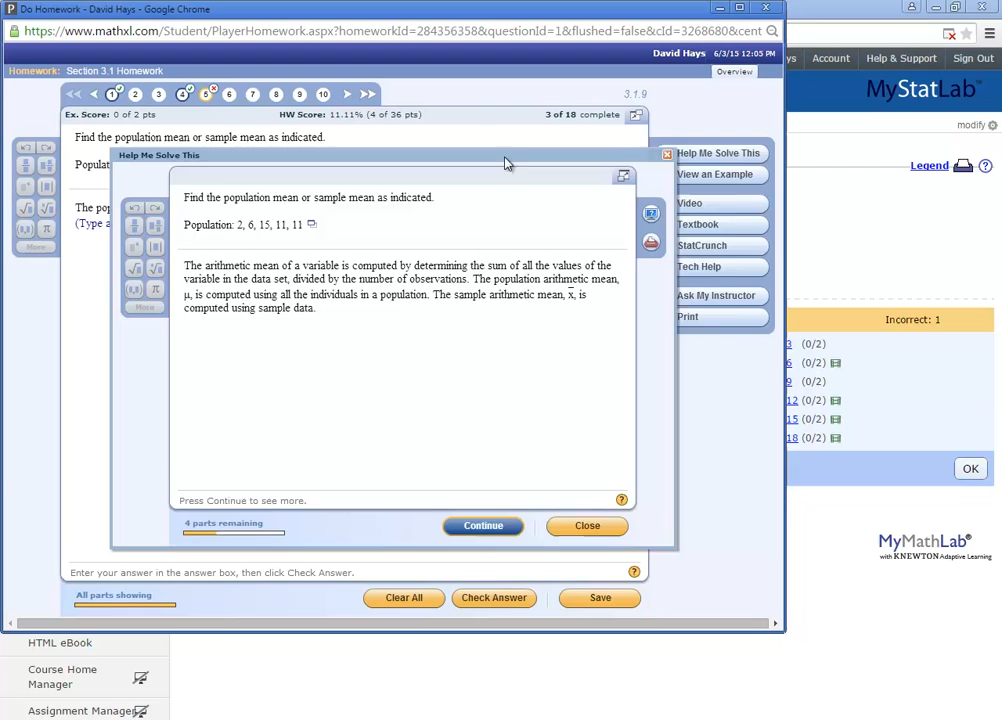 Do Homework - David Hays - Google Chrome
https://www.mathxl.com/Student/PlayerHomework.aspx?homeworkId=284356358&questionId=1&flushed=false&cId=3268680&cent
David Hays 6/3/15 12:05 PM
Homework: Section 3.1 Homework
Overview
1 2 3 4 5 6 7 8 9 10
3.1.9
Ex. Score: 0 of 2 pts
HW Score: 11.11% (4 of 36 pts)
3 of 18 complete
Find the population mean or sample mean as indicated.
Populat
The po
(Type a
More
Help Me Solve This
Find the population mean or sample mean as indicated.
Population: 2, 6, 15, 11, 11
The arithmetic mean of a variable is computed by determining the sum of all the values of the
variable in the data set, divided by the number of observations. The population arithmetic mean,
μ, is computed using all the individuals in a population. The sample arithmetic mean, x̅, is
computed using sample data.
More
Press Continue to see more.
4 parts remaining
Continue
Close
Enter your answer in the answer box, then click Check Answer.
All parts showing
Clear All
Check Answer
Save
Help Me Solve This
View an Example
Video
Textbook
StatCrunch
Tech Help
Ask My Instructor
Print
ys Account Help & Support Sign Out
MyStatLab
modify
Legend
Incorrect: 1
3 (0/2)
6 (0/2)
9 (0/2)
12 (0/2)
15 (0/2)
18 (0/2)
OK
MyMathLab®
with KNEWTON Adaptive Learning
HTML eBook
Course Home
Manager
Assignment Manager